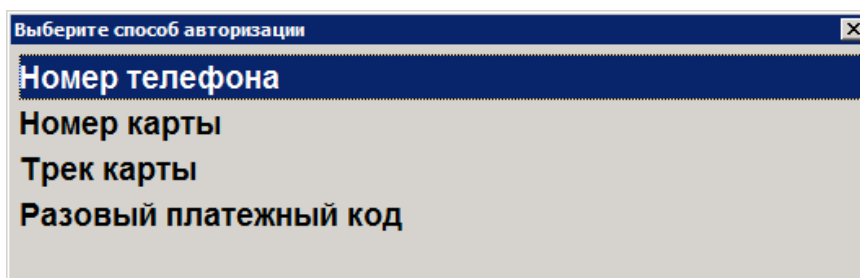 Выберите способ авторизации
Номер телефона
Номер карты
Трек карты
Разовый платежный код